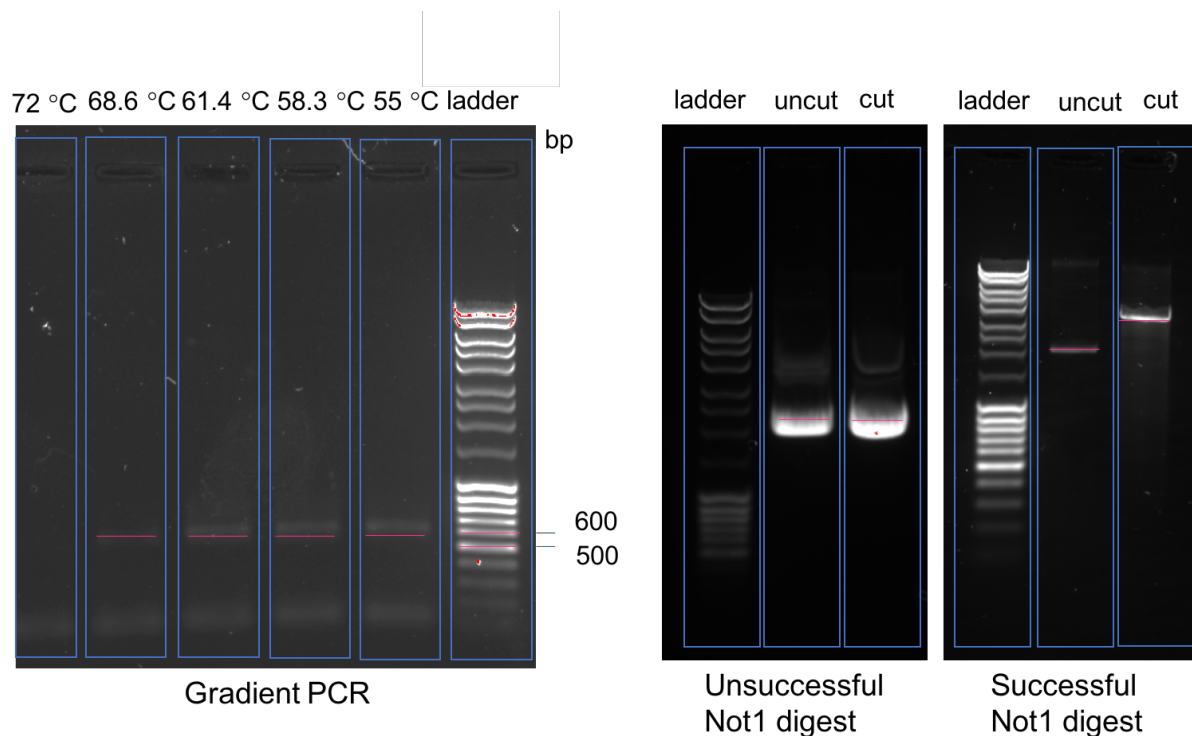 72 °C 68.6 °C 61.4 °C 58.3 °C 55 °C ladder
bp
600
500
Gradient PCR
ladder uncut cut
Unsuccessful
Not1 digest
ladder uncut cut
Successful
Not1 digest